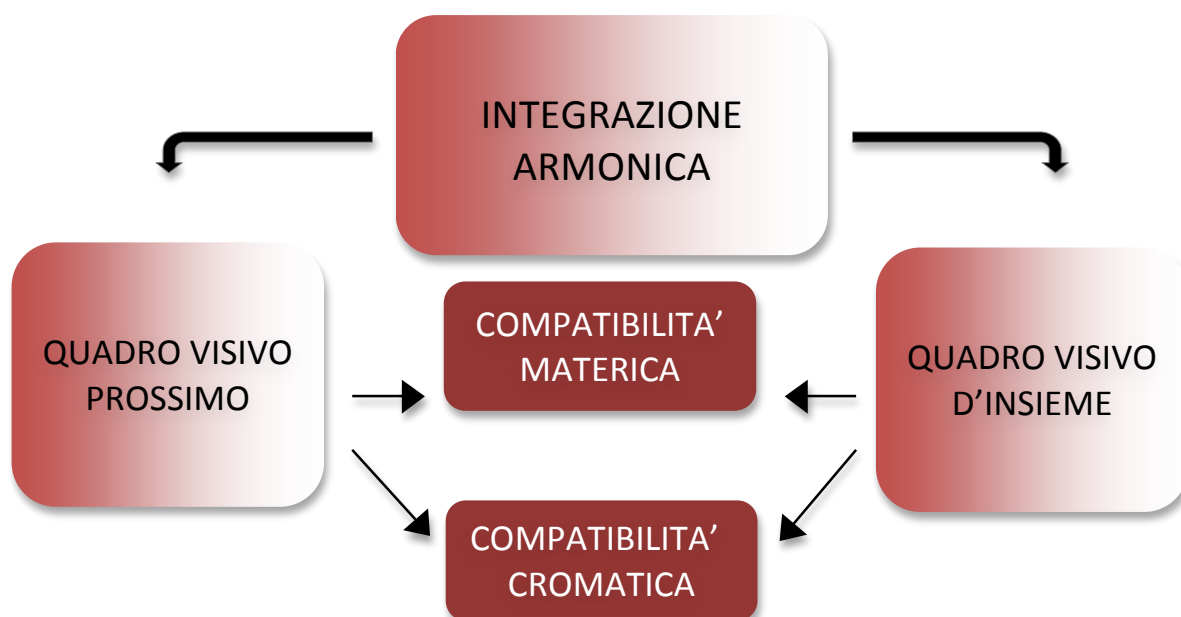 INTEGRAZIONE
ARMONICA
QUADRO VISIVO
PROSSIMO
COMPATIBILITA’
MATERICA
QUADRO VISIVO
D’INSIEME
COMPATIBILITA’
CROMATICA